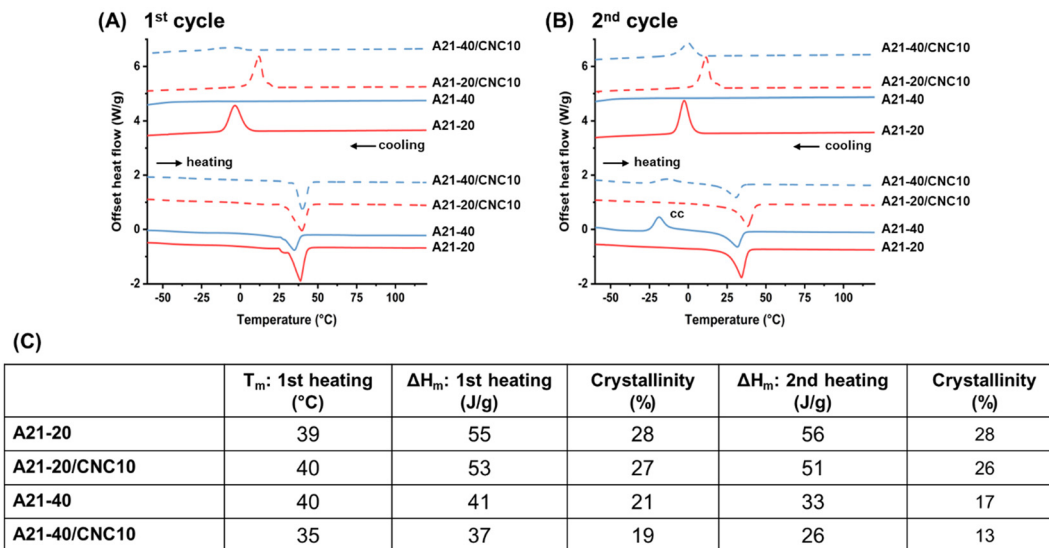 (A) 1st cycle
Offset heat flow (W/g)
6
4
2
0
-2
A21-40/CNC10
A21-20/CNC10
A21-40
A21-20
cooling
heating
A21-40/CNC10
A21-20/CNC10
A21-40
A21-20
-50 -25 0 25 50 75 100
Temperature (°C)
(B) 2nd cycle
Offset heat flow (W/g)
6
4
2
0
-2
A21-40/CNC10
A21-20/CNC10
A21-40
A21-20
cooling
heating
A21-40/CNC10
A21-20/CNC10
cc
A21-40
A21-20
-50 -25 0 25 50 75 100
Temperature (°C)
(C)
Tm: 1st heating (°C) ΔHm: 1st heating (J/g) Crystallinity (%) ΔHm: 2nd heating (J/g) Crystallinity (%)
A21-20 39 55 28 56 28
A21-20/CNC10 40 53 27 51 26
A21-40 40 41 21 33 17
A21-40/CNC10 35 37 19 26 13